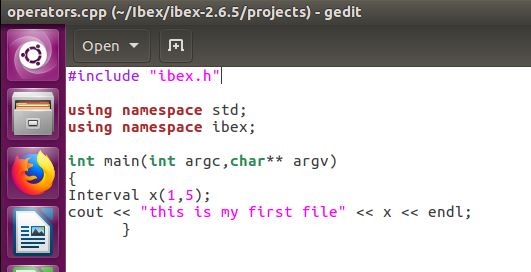 operators.cpp (~/Ibex/ibex-2.6.5/projects) - gedit
Open
#include "ibex.h"
using namespace std;
using namespace ibex;
int main(int argc,char** argv)
{
Interval x(1,5);
cout << "this is my first file" << x << endl;
}